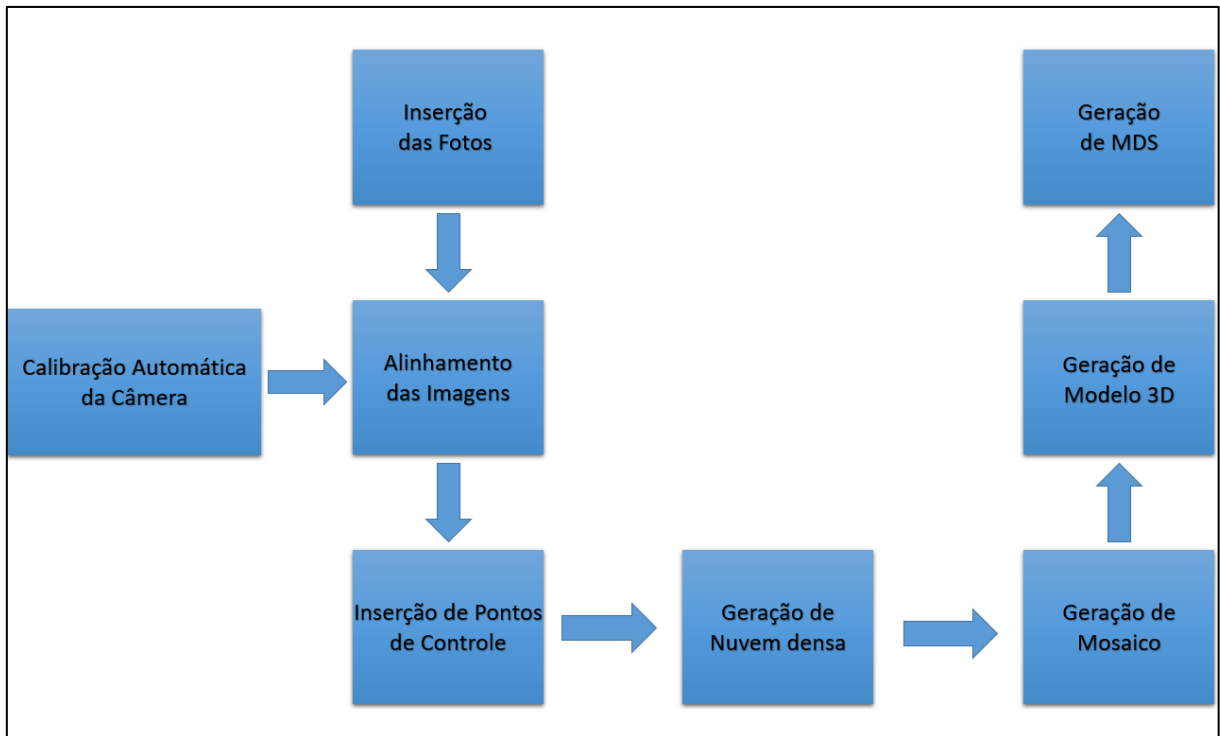 Inserção
das Fotos
Geração
de MDS
Calibração Automática
da Câmera
Alinhamento
das Imagens
Geração de
Modelo 3D
Inserção de Pontos
de Controle
Geração de
Nuvem densa
Geração de
Mosaico